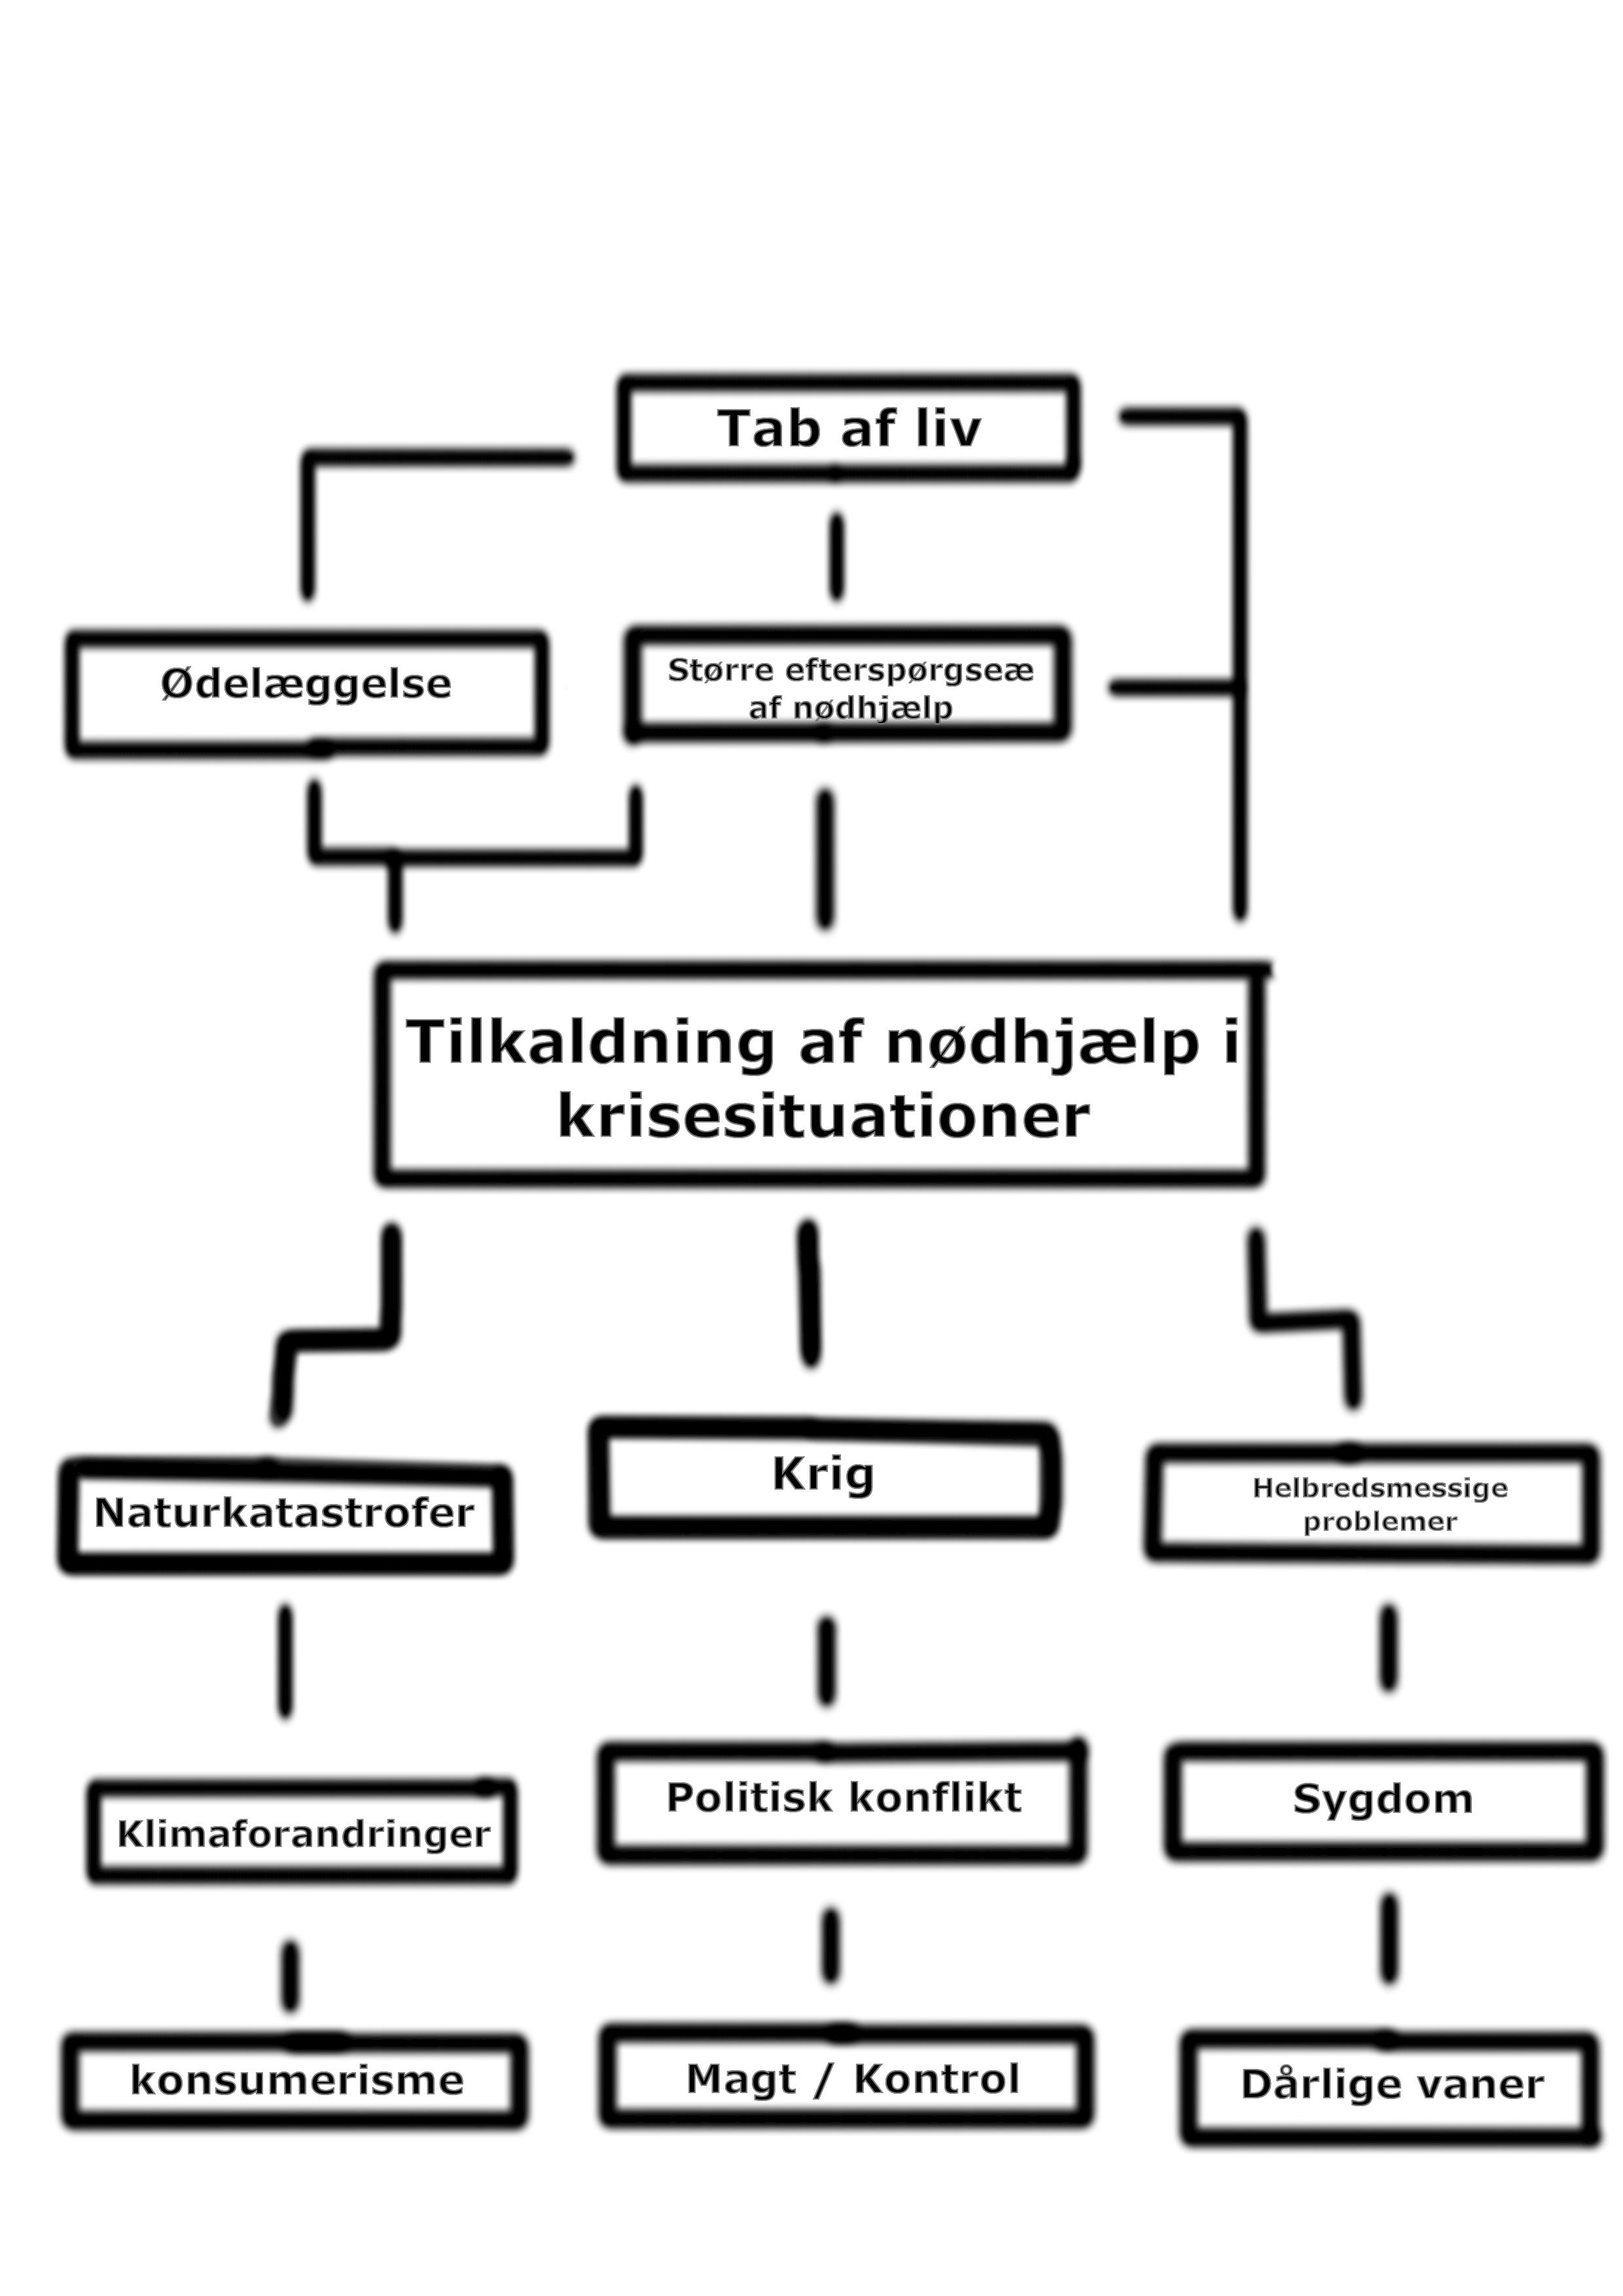 Tab af liv
Ødelæggelse
Større efterspørgseæ
af nødhjælp
Tilkaldning af nødhjælp i
krisesituationer
Naturkatastrofer
Krig
Helbredsmessige
problemer
Klimaforandringer
Politisk konflikt
Sygdom
konsumerisme
Magt / Kontrol
Dårlige vaner